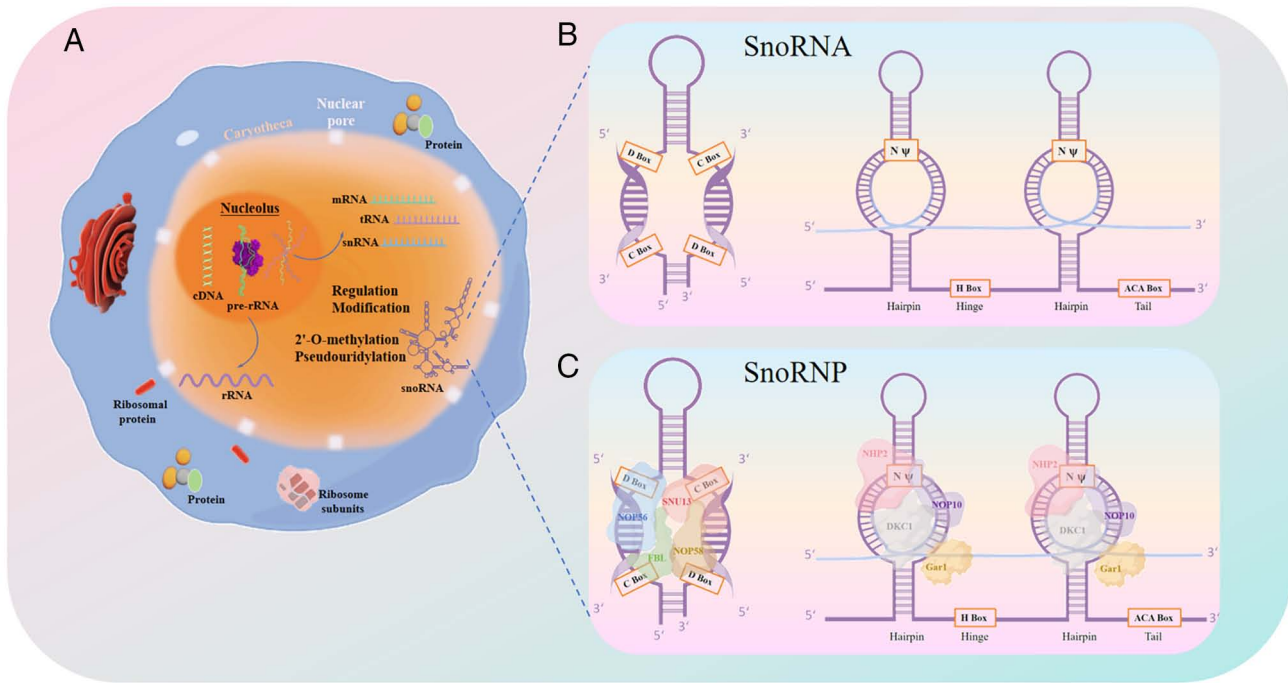 A
Nuclear
pore
Caryotheca
Protein
Nucleolus
mRNA
tRNA
snRNA
cDNA
pre-rRNA
Regulation
Modification
2'-O-methylation
Pseudouridylation
snoRNA
rRNA
Ribosomal
protein
Protein
Ribosome
subunits
B
SnoRNA
5' 3'
D Box C Box
C Box D Box
3' 5'
5' 3'
N ψ N ψ
5' 3'
5' H Box ACA Box 3'
Hairpin Hinge Hairpin Tail
C
SnoRNP
5' 3'
D Box C Box
SNU13
NOP56
FBL NOP58
C Box D Box
3' 5'
5' 3'
NHP2 NHP2
N ψ N ψ
NOP10 NOP10
DKC1 DKC1
5' 3'
Gar1 Gar1
5' H Box ACA Box 3'
Hairpin Hinge Hairpin Tail